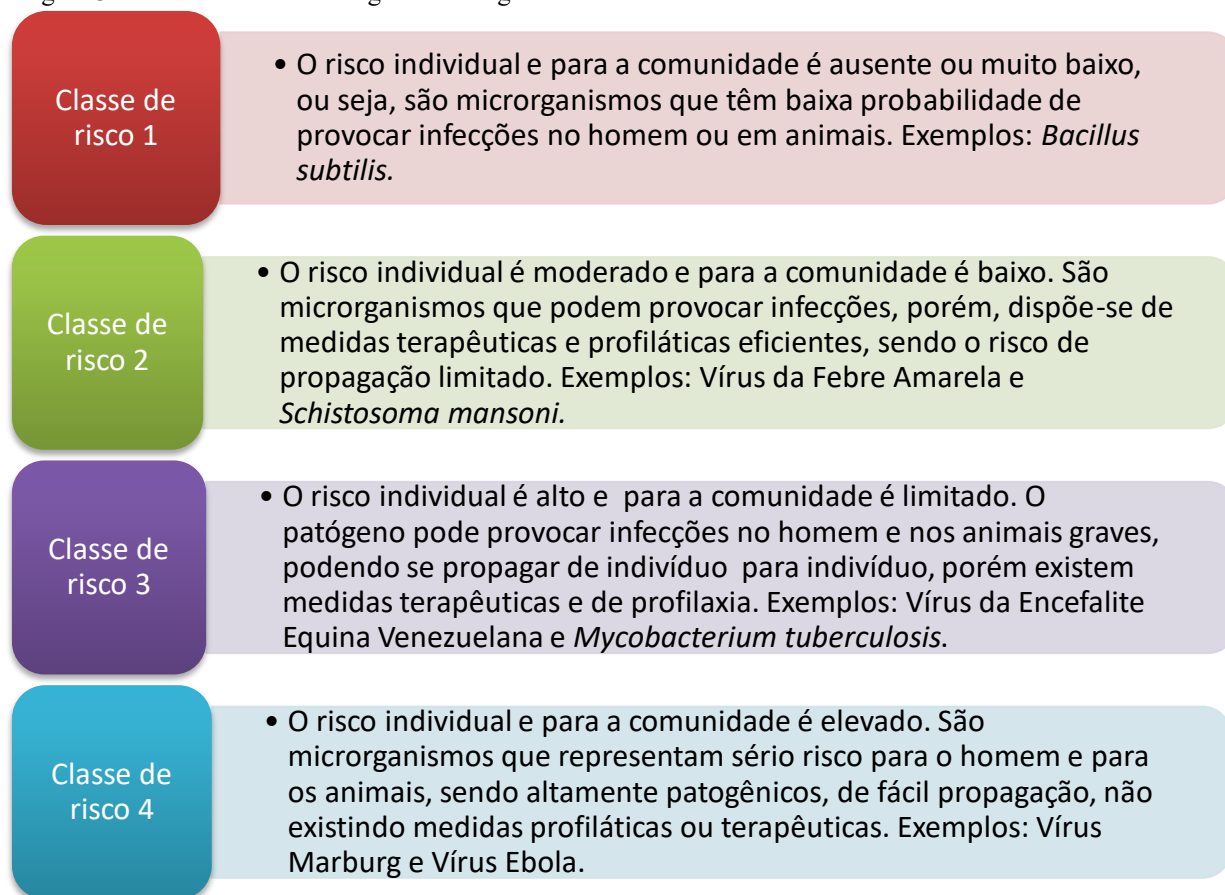 Classe de
risco 1
• O risco individual e para a comunidade é ausente ou muito baixo,
ou seja, são microrganismos que têm baixa probabilidade de
provocar infecções no homem ou em animais. Exemplos: Bacillus
subtilis.
Classe de
risco 2
• O risco individual é moderado e para a comunidade é baixo. São
microrganismos que podem provocar infecções, porém, dispõe-se de
medidas terapêuticas e profiláticas eficientes, sendo o risco de
propagação limitado. Exemplos: Vírus da Febre Amarela e
Schistosoma mansoni.
Classe de
risco 3
• O risco individual é alto e para a comunidade é limitado. O
patógeno pode provocar infecções no homem e nos animais graves,
podendo se propagar de indivíduo para indivíduo, porém existem
medidas terapêuticas e de profilaxia. Exemplos: Vírus da Encefalite
Equina Venezuelana e Mycobacterium tuberculosis.
Classe de
risco 4
• O risco individual e para a comunidade é elevado. São
microrganismos que representam sério risco para o homem e para
os animais, sendo altamente patogênicos, de fácil propagação, não
existindo medidas profiláticas ou terapêuticas. Exemplos: Vírus
Marburg e Vírus Ebola.